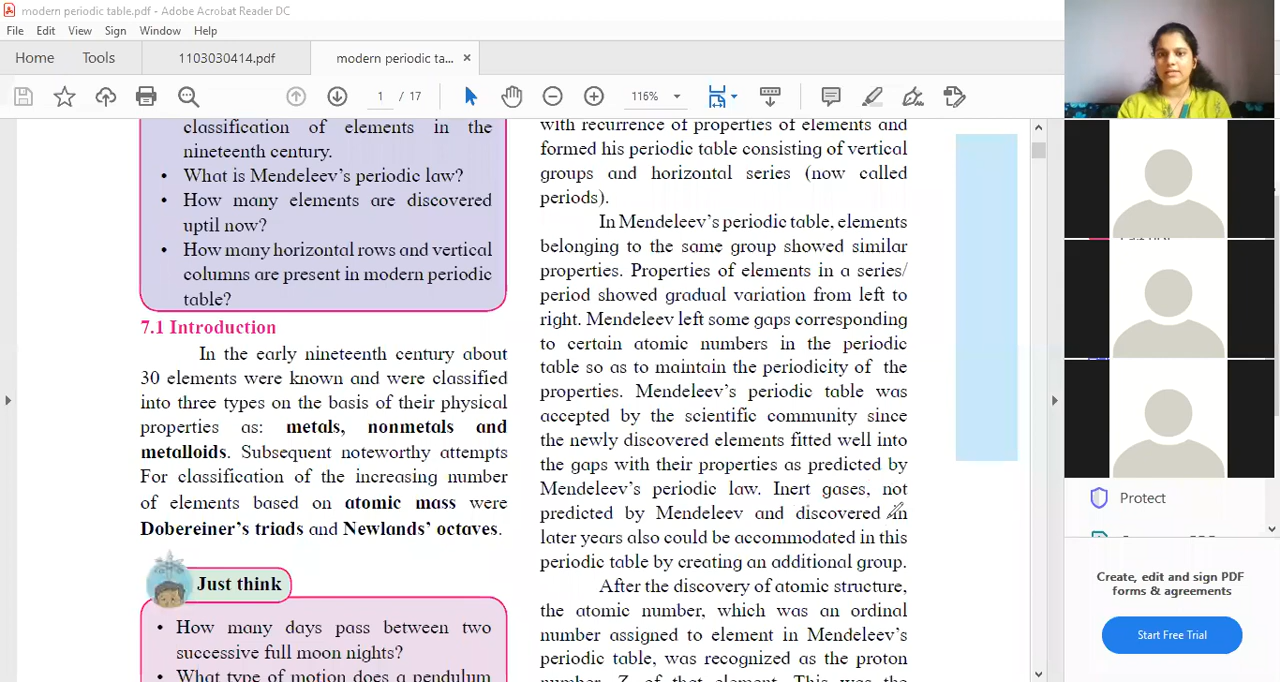 modern periodic table.pdf - Adobe Acrobat Reader DC
File Edit View Sign Window Help
Home Tools 1103030414.pdf modern periodic ta... ×
1 / 17 116%
classification of elements in the
nineteenth century.
• What is Mendeleev's periodic law?
• How many elements are discovered
uptil now?
• How many horizontal rows and vertical
columns are present in modern periodic
table?
7.1 Introduction
In the early nineteenth century about
30 elements were known and were classified
into three types on the basis of their physical
properties as: metals, nonmetals and
metalloids. Subsequent noteworthy attempts
For classification of the increasing number
of elements based on atomic mass were
Dobereiner's triads and Newlands' octaves.
Just think
• How many days pass between two
successive full moon nights?
• What type of motion does a pendulum
with recurrence of properties of elements and
formed his periodic table consisting of vertical
groups and horizontal series (now called
periods).
In Mendeleev's periodic table, elements
belonging to the same group showed similar
properties. Properties of elements in a series/
period showed gradual variation from left to
right. Mendeleev left some gaps corresponding
to certain atomic numbers in the periodic
table so as to maintain the periodicity of the
properties. Mendeleev's periodic table was
accepted by the scientific community since
the newly discovered elements fitted well into
the gaps with their properties as predicted by
Mendeleev's periodic law. Inert gases, not
predicted by Mendeleev and discovered in
later years also could be accommodated in this
periodic table by creating an additional group.
After the discovery of atomic structure,
the atomic number, which was an ordinal
number assigned to element in Mendeleev's
periodic table, was recognized as the proton
number, Z, of that element. This was the
Protect
Create, edit and sign PDF
forms & agreements
Start Free Trial